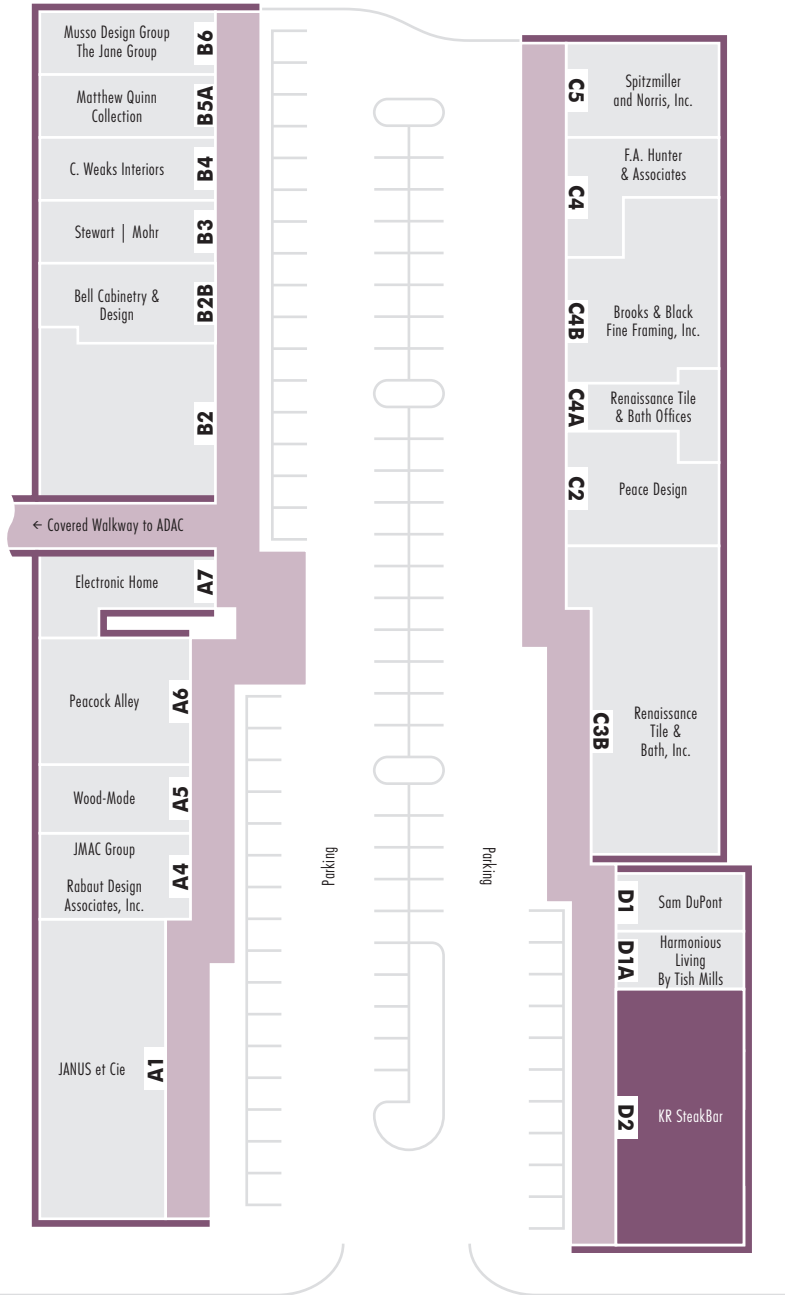 Musso Design Group
The Jane Group
B6
Matthew Quinn
Collection
B5A
C. Weaks Interiors
B4
Stewart | Mohr
B3
Bell Cabinetry &
Design
B2B
B2
← Covered Walkway to ADAC
Electronic Home
A7
Peacock Alley
A6
Wood-Mode
A5
JMAC Group
Rabaut Design
Associates, Inc.
A4
JANUS et Cie
A1
Parking
Parking
C5
Spitzmiller
and Norris, Inc.
C4
F.A. Hunter
& Associates
C4B
Brooks & Black
Fine Framing, Inc.
C4A
Renaissance Tile
& Bath Offices
C2
Peace Design
C3B
Renaissance
Tile &
Bath, Inc.
D1
Sam DuPont
D1A
Harmonious
Living
By Tish Mills
D2
KR SteakBar